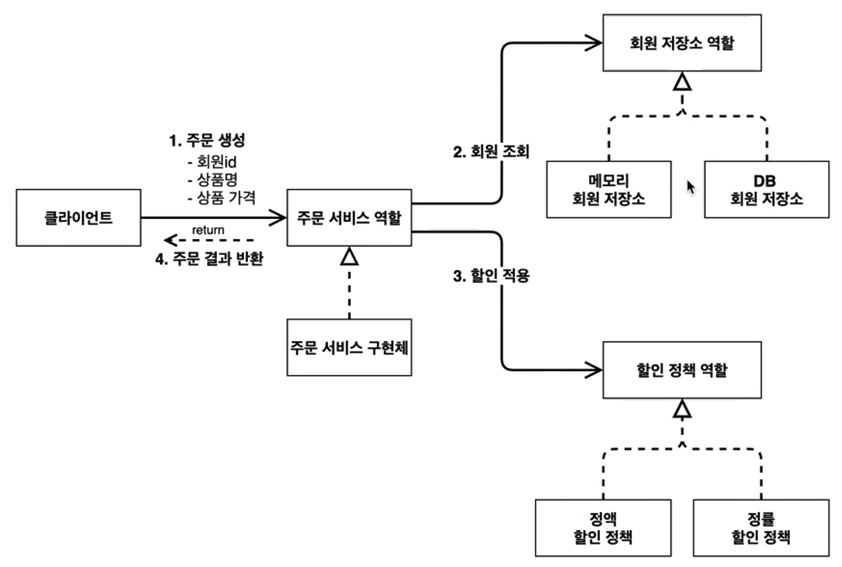 회원 저장소 역할
1. 주문 생성
- 회원id
- 상품명
- 상품 가격
2. 회원 조회
메모리
회원 저장소
DB
회원 저장소
클라이언트
주문 서비스 역할
return
4. 주문 결과 반환
3. 할인 적용
주문 서비스 구현체
할인 정책 역할
정액
할인 정책
정률
할인 정책